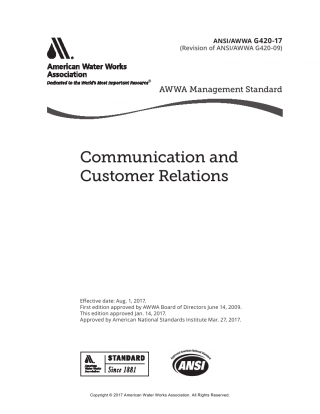 ANSI/AWWA G420-17
(Revision of ANSI/AWWA G420-09)
American Water Works
Association
Dedicated to the World's Most Important Resource®
AWWA Management Standard
Communication and
Customer Relations
Effective date: Aug. 1, 2017.
First edition approved by AWWA Board of Directors June 14, 2009.
This edition approved Jan. 14, 2017.
Approved by American National Standards Institute Mar. 27, 2017.
American
Water Works
Association
STANDARD
Since 1881
ANSI
Copyright © 2017 American Water Works Association. All Rights Reserved.